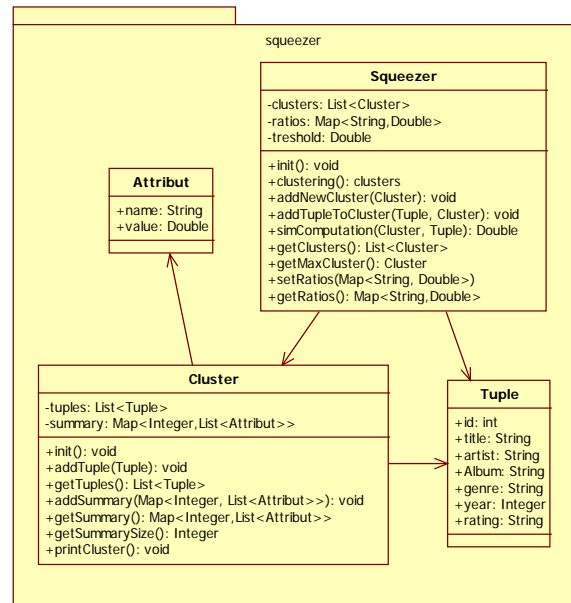 squeezer
Squeezer
-clusters: List<Cluster>
-ratios: Map<String,Double>
-treshold: Double
+init(): void
+clustering(): clusters
+addNewCluster(Cluster): void
+addTupleToCluster(Tuple, Cluster): void
+simComputation(Cluster, Tuple): Double
+getClusters(): List<Cluster>
+getMaxCluster(): Cluster
+setRatios(Map<String, Double>)
+getRatios(): Map<String,Double>
Attribut
+name: String
+value: Double
Cluster
-tuples: List<Tuple>
-summary: Map<Integer,List<Attribut>>
+init(): void
+addTuple(Tuple): void
+getTuples(): List<Tuple>
+addSummary(Map<Integer, List<Attribut>>): void
+getSummary(): Map<Integer,List<Attribut>>
+getSummarySize(): Integer
+printCluster(): void
Tuple
+id: int
+title: String
+artist: String
+Album: String
+genre: String
+year: Integer
+rating: String